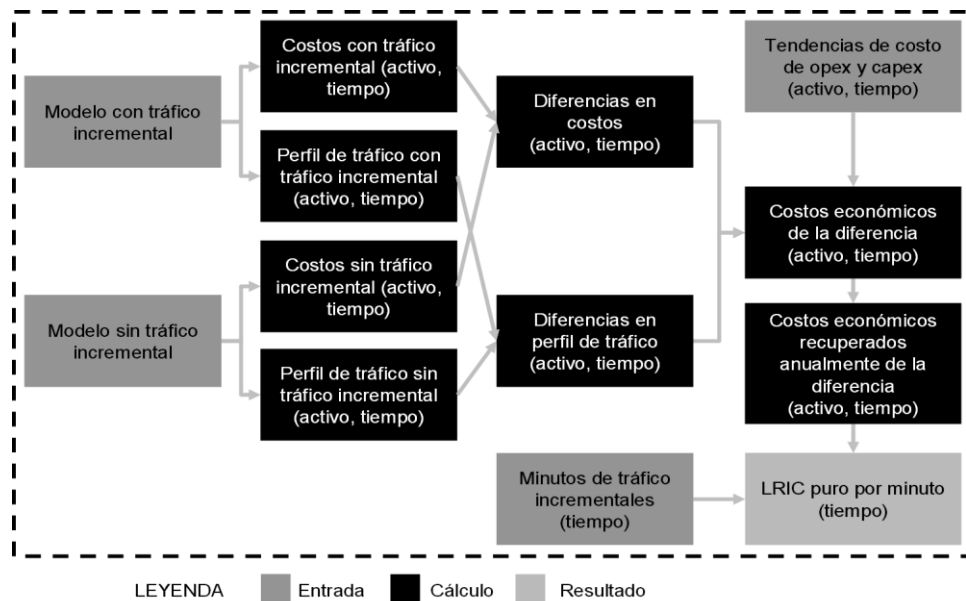 Modelo con tráfico
incremental
Costos con tráfico
incremental (activo,
tiempo)
Perfil de tráfico con
tráfico incremental
(activo, tiempo)
Modelo sin tráfico
incremental
Costos sin tráfico
incremental (activo,
tiempo)
Perfil de tráfico sin
tráfico incremental
(activo, tiempo)
Diferencias en
costos
(activo, tiempo)
Diferencias en
perfil de tráfico
(activo, tiempo)
Minutos de tráfico
incrementales
(tiempo)
Tendencias de costo
de opex y capex
(activo, tiempo)
Costos económicos
de la diferencia
(activo, tiempo)
Costos económicos
recuperados
anualmente de la
diferencia
(activo, tiempo)
LRIC puro por minuto
(tiempo)
LEYENDA Entrada Cálculo Resultado